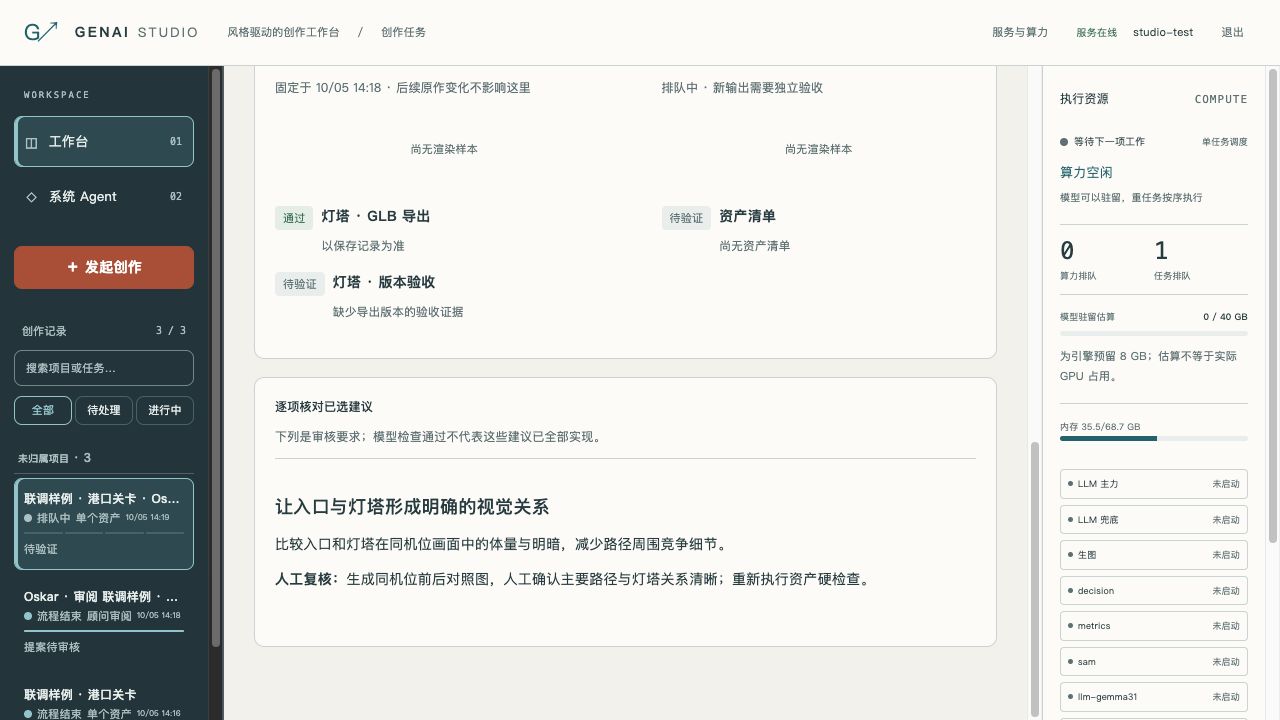 GENAI STUDIO
风格驱动的创作工作台 / 创作任务
服务与算力
服务在线
studio-test
退出
WORKSPACE
工作台 01
系统 Agent 02
+ 发起创作
创作记录 3 / 3
搜索项目或任务...
全部
待处理
进行中
未归属项目 · 3
联调样例 · 港口关卡 · Os...
排队中 单个资产 10/05 14:19
待验证
Oskar · 审阅 联调样例 · ...
流程结束 顾问审阅 10/05 14:18
提案待审核
联调样例 · 港口关卡
流程结束 单个资产 10/05 14:16
固定于 10/05 14:18 · 后续原作变化不影响这里
排队中 · 新输出需要独立验收
尚无渲染样本
尚无渲染样本
通过 灯塔 · GLB 导出
以保存记录为准
待验证 资产清单
尚无资产清单
待验证 灯塔 · 版本验收
缺少导出版本的验收证据
逐项核对已选建议
下列是审核要求；模型检查通过不代表这些建议已全部实现。
让入口与灯塔形成明确的视觉关系
比较入口和灯塔在同机位画面中的体量与明暗，减少路径周围竞争细节。
人工复核：生成同机位前后对照图，人工确认主要路径与灯塔关系清晰；重新执行资产硬检查。
执行资源 COMPUTE
等待下一项工作 单任务调度
算力空闲
模型可以驻留，重任务按序执行
0 1
算力排队 任务排队
模型驻留估算 0 / 40 GB
为引擎预留 8 GB；估算不等于实际
GPU 占用。
内存 35.5/68.7 GB
LLM 主力 未启动
LLM 兜底 未启动
生图 未启动
decision 未启动
metrics 未启动
sam 未启动
llm-gemma31 未启动